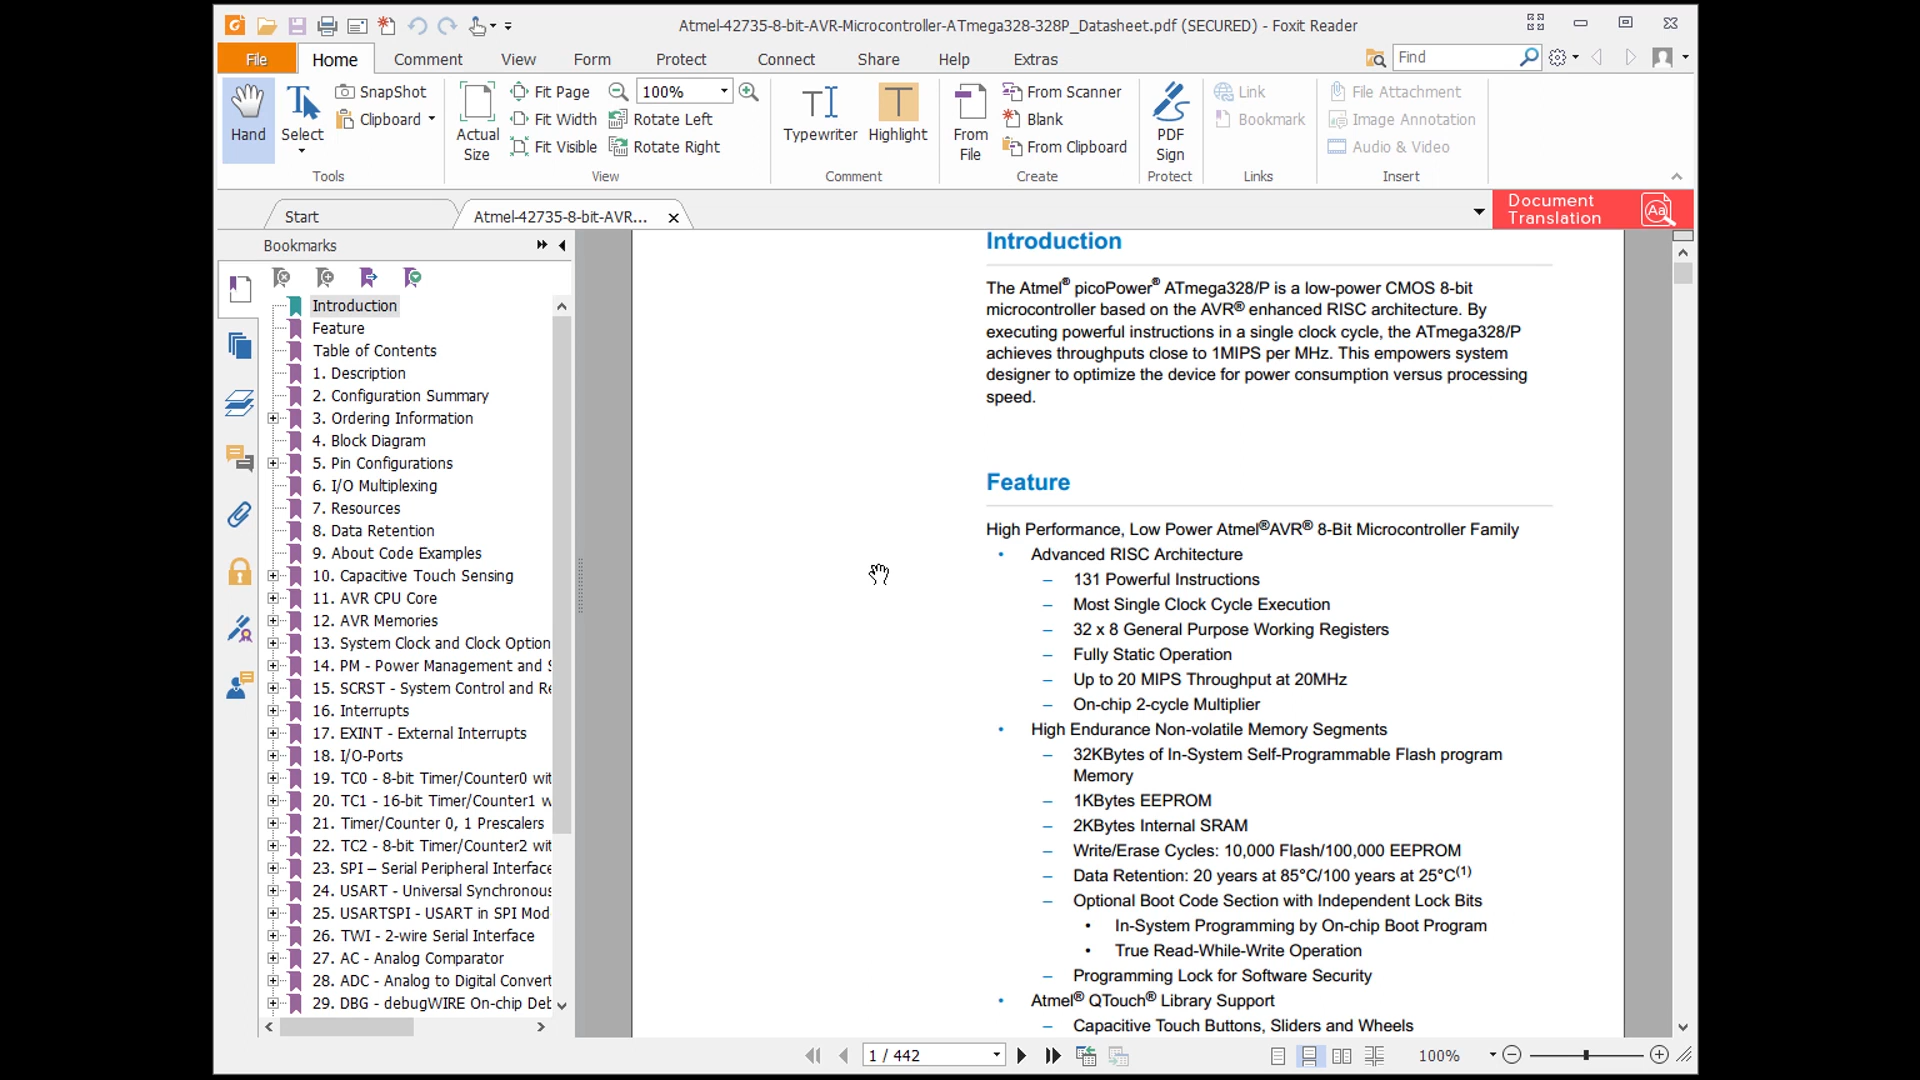 Atmel-42735-8-bit-AVR-Microcontroller-ATmega328-328P_Datasheet.pdf (SECURED) - Foxit Reader
File
Home
Comment
View
Form
Protect
Connect
Share
Help
Extras
Find
Hand
Select
SnapShot
Clipboard
Tools
Actual Size
Fit Page
Fit Width
Fit Visible
100%
Rotate Left
Rotate Right
View
Typewriter
Highlight
Comment
From File
From Scanner
Blank
From Clipboard
Create
PDF Sign
Protect
Link
Bookmark
Links
File Attachment
Image Annotation
Audio & Video
Insert
Start
Atmel-42735-8-bit-AVR...
Document
Translation
Aa
Bookmarks
Introduction
Feature
Table of Contents
1. Description
2. Configuration Summary
3. Ordering Information
4. Block Diagram
5. Pin Configurations
6. I/O Multiplexing
7. Resources
8. Data Retention
9. About Code Examples
10. Capacitive Touch Sensing
11. AVR CPU Core
12. AVR Memories
13. System Clock and Clock Option
14. PM - Power Management and
15. SCRST - System Control and Re
16. Interrupts
17. EXINT - External Interrupts
18. I/O-Ports
19. TC0 - 8-bit Timer/Counter0 wit
20. TC1 - 16-bit Timer/Counter1 w
21. Timer/Counter 0, 1 Prescalers
22. TC2 - 8-bit Timer/Counter2 wit
23. SPI – Serial Peripheral Interface
24. USART - Universal Synchronous
25. USARTSPI - USART in SPI Mod
26. TWI - 2-wire Serial Interface
27. AC - Analog Comparator
28. ADC - Analog to Digital Convert
29. DBG - debugWIRE On-chip Deb
Introduction
The Atmel® picoPower® ATmega328/P is a low-power CMOS 8-bit
microcontroller based on the AVR® enhanced RISC architecture. By
executing powerful instructions in a single clock cycle, the ATmega328/P
achieves throughputs close to 1MIPS per MHz. This empowers system
designer to optimize the device for power consumption versus processing
speed.
Feature
High Performance, Low Power Atmel®AVR® 8-Bit Microcontroller Family
• Advanced RISC Architecture
– 131 Powerful Instructions
– Most Single Clock Cycle Execution
– 32 x 8 General Purpose Working Registers
– Fully Static Operation
– Up to 20 MIPS Throughput at 20MHz
– On-chip 2-cycle Multiplier
• High Endurance Non-volatile Memory Segments
– 32KBytes of In-System Self-Programmable Flash program
Memory
– 1KBytes EEPROM
– 2KBytes Internal SRAM
– Write/Erase Cycles: 10,000 Flash/100,000 EEPROM
– Data Retention: 20 years at 85°C/100 years at 25°C(1)
– Optional Boot Code Section with Independent Lock Bits
• In-System Programming by On-chip Boot Program
• True Read-While-Write Operation
– Programming Lock for Software Security
• Atmel® QTouch® Library Support
– Capacitive Touch Buttons, Sliders and Wheels
1 / 442
100%